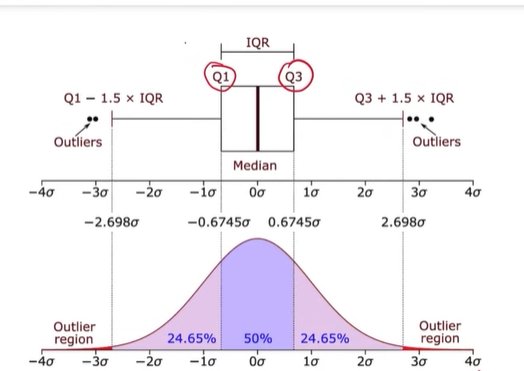 IQR
Q1 Q3
Q1 − 1.5 × IQR Q3 + 1.5 × IQR
Outliers Outliers
Median
−4σ −3σ −2σ −1σ 0σ 1σ 2σ 3σ 4σ
−2.698σ −0.6745σ 0.6745σ 2.698σ
Outlier
region
24.65% 50% 24.65%
Outlier
region
−4σ −3σ −2σ −1σ 0σ 1σ 2σ 3σ 4σ